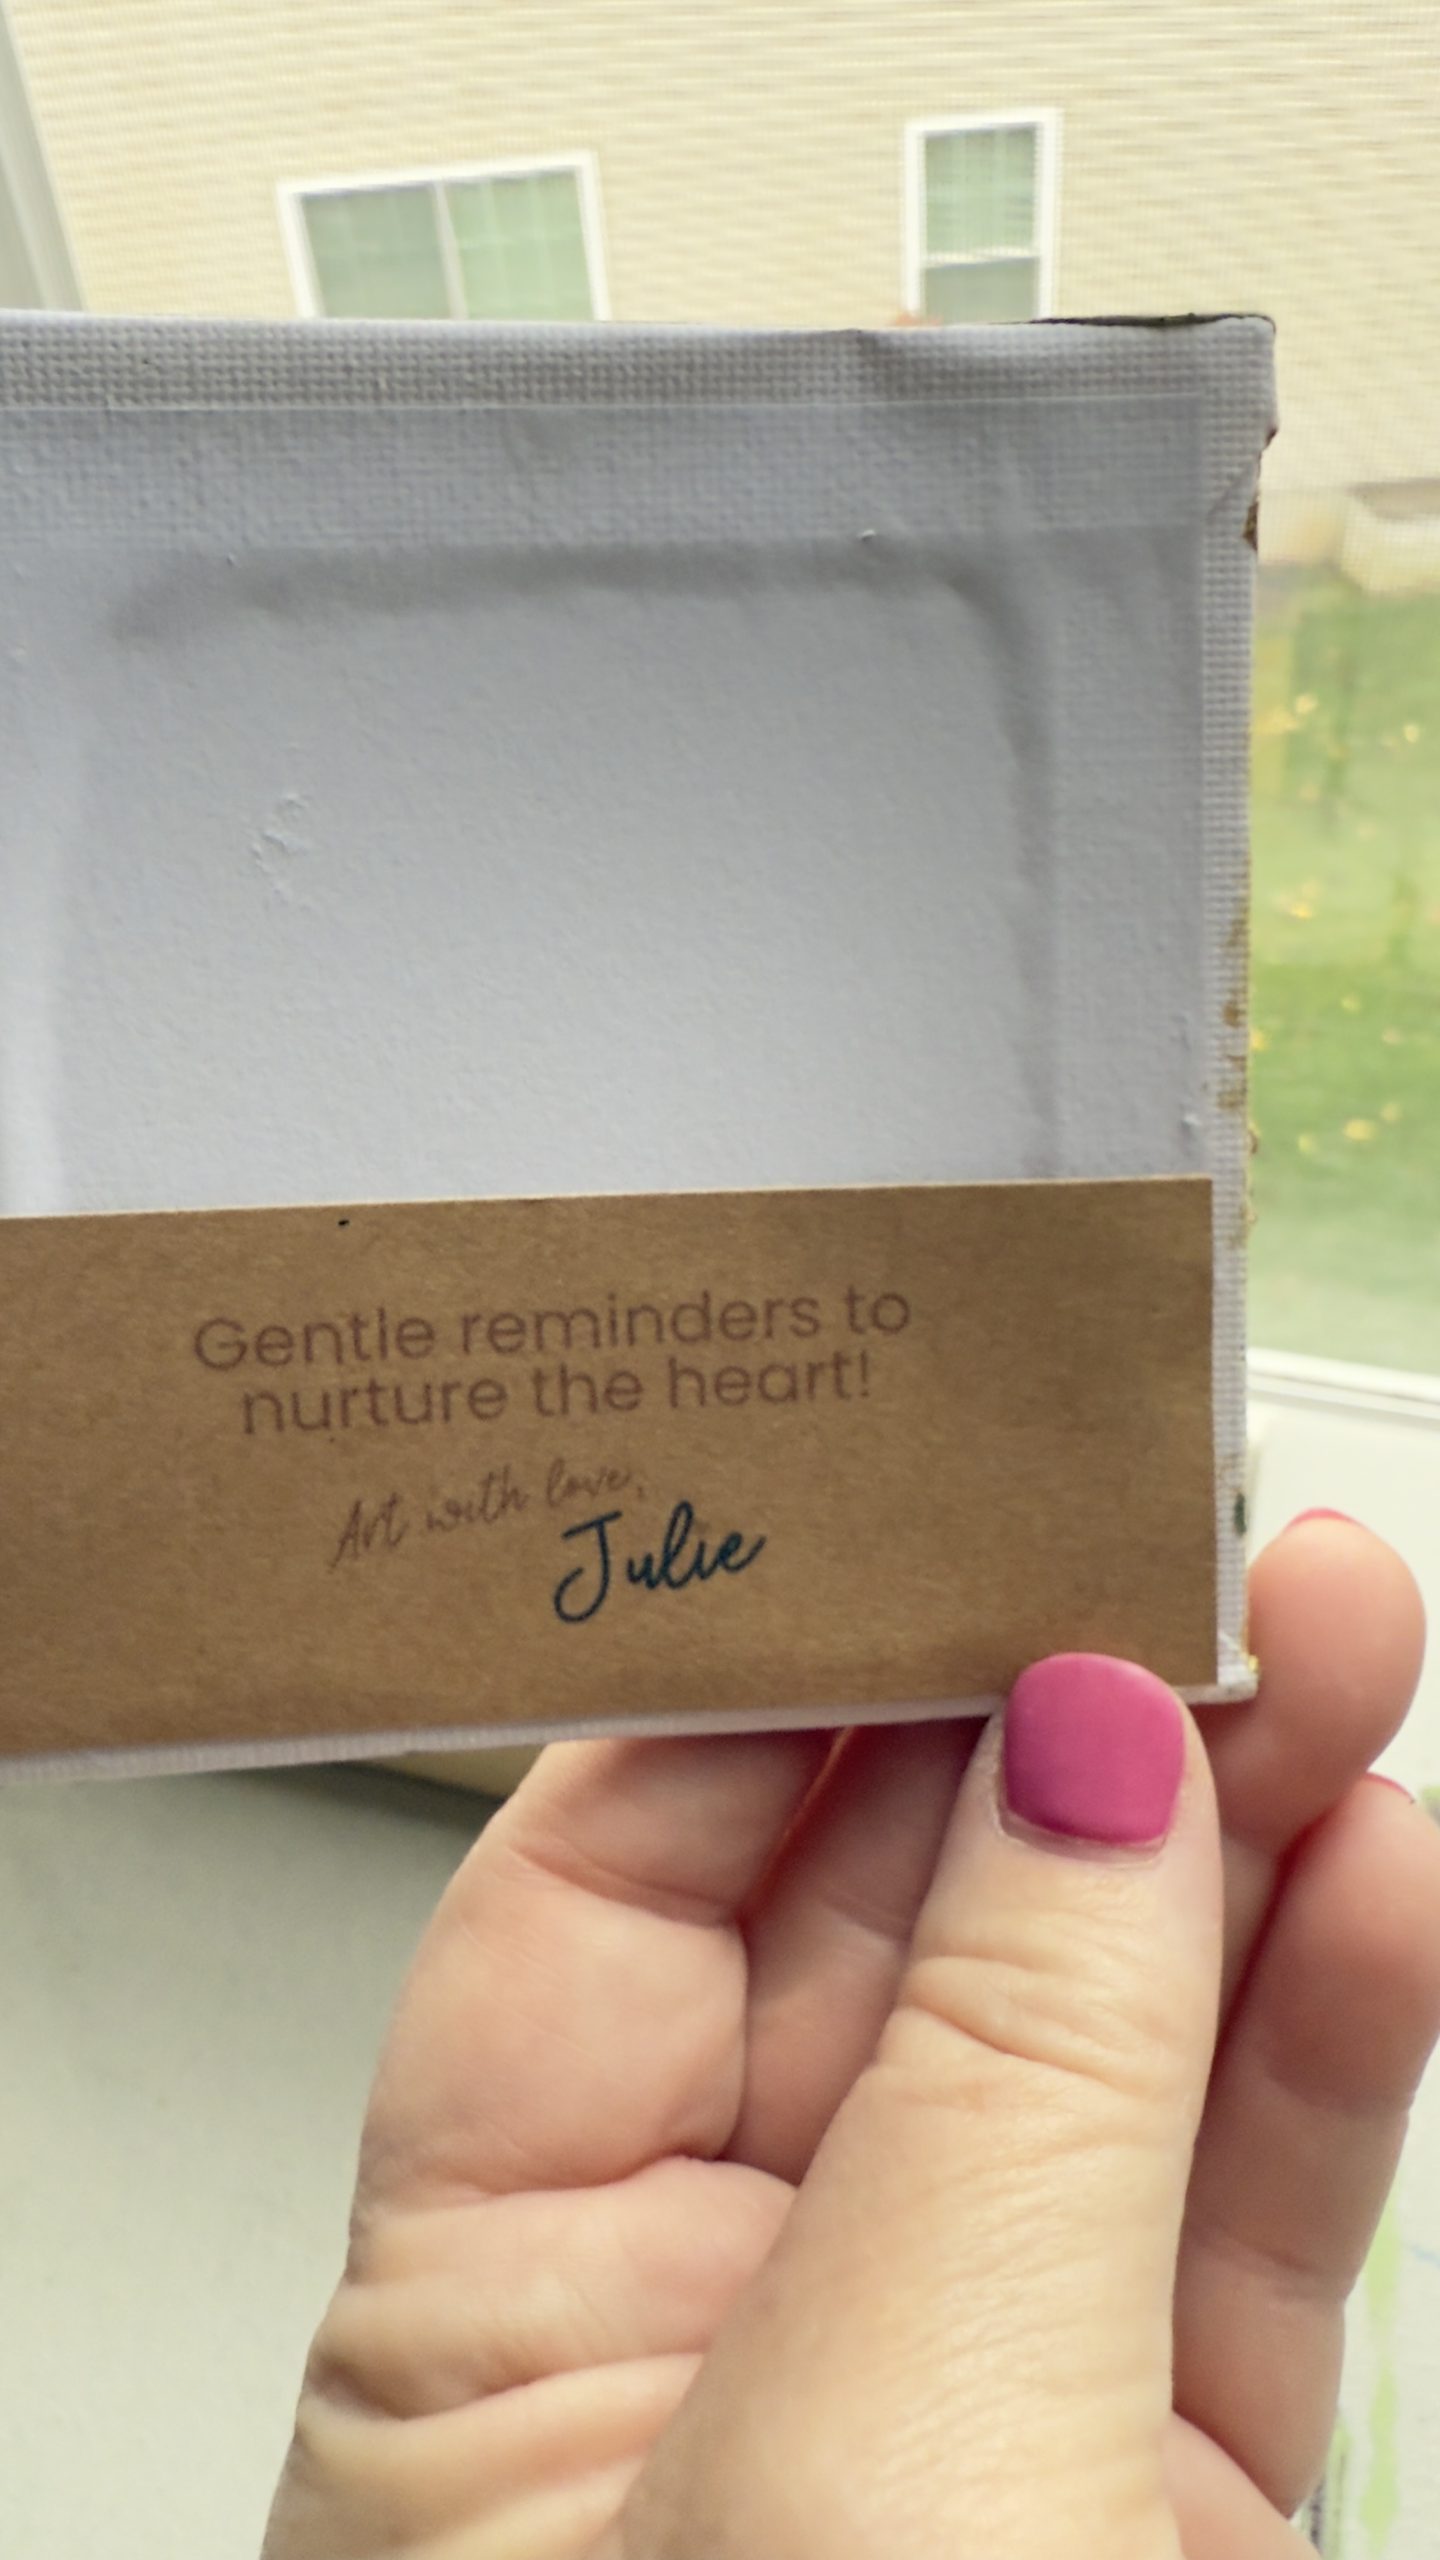 Gentle reminders to
nurture the heart!
Art with love,
Julie